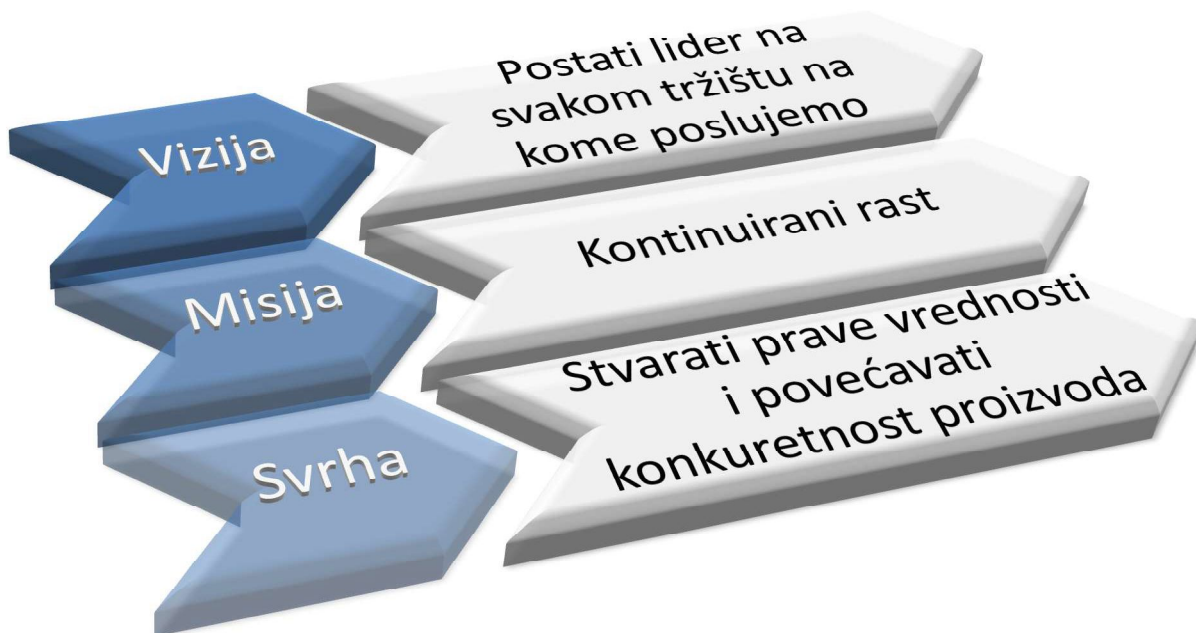 Vizija
Postati lider na
svakom tržištu na
kome poslujemo
Misija
Kontinuirani rast
Svrha
Stvarati prave vrednosti
i povećavati
konkuretnost proizvoda